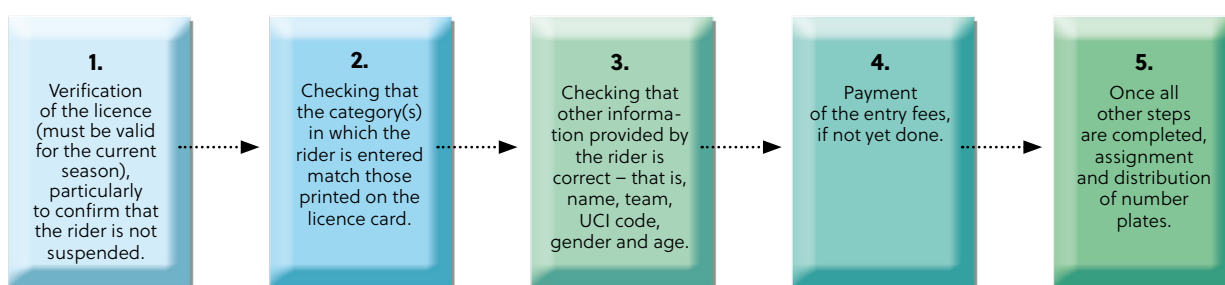 1.
Verification
of the licence
(must be valid
for the current
season),
particularly
to confirm that
the rider is not
suspended.
2.
Checking that
the category(s)
in which the
rider is entered
match those
printed on the
licence card.
3.
Checking that
other informa-
tion provided by
the rider is
correct – that is,
name, team,
UCI code,
gender and age.
4.
Payment
of the entry fees,
if not yet done.
5.
Once all
other steps
are completed,
assignment
and distribution
of number
plates.